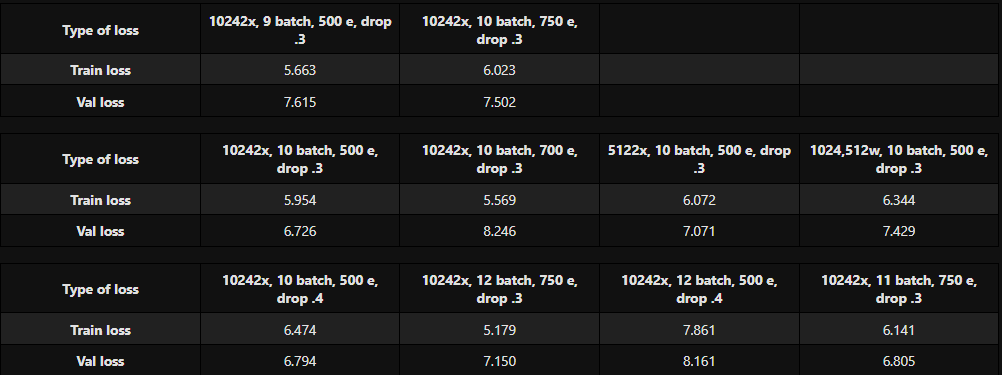 Type of loss 10242x, 9 batch, 500 e, drop .3 10242x, 10 batch, 750 e, drop .3
Train loss 5.663 6.023
Val loss 7.615 7.502
Type of loss 10242x, 10 batch, 500 e, drop .3 10242x, 10 batch, 700 e, drop .3 5122x, 10 batch, 500 e, drop .3 1024,512w, 10 batch, 500 e, drop .3
Train loss 5.954 5.569 6.072 6.344
Val loss 6.726 8.246 7.071 7.429
Type of loss 10242x, 10 batch, 500 e, drop .4 10242x, 12 batch, 750 e, drop .3 10242x, 12 batch, 500 e, drop .4 10242x, 11 batch, 750 e, drop .3
Train loss 6.474 5.179 7.861 6.141
Val loss 6.794 7.150 8.161 6.805